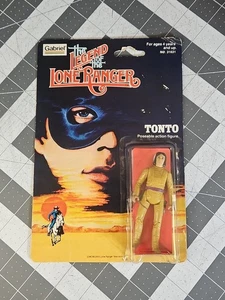 Gabriel
The
LEGEND
of the
LONE RANGER
For ages 4 years
and up.
TONTO
Poseable action figure.